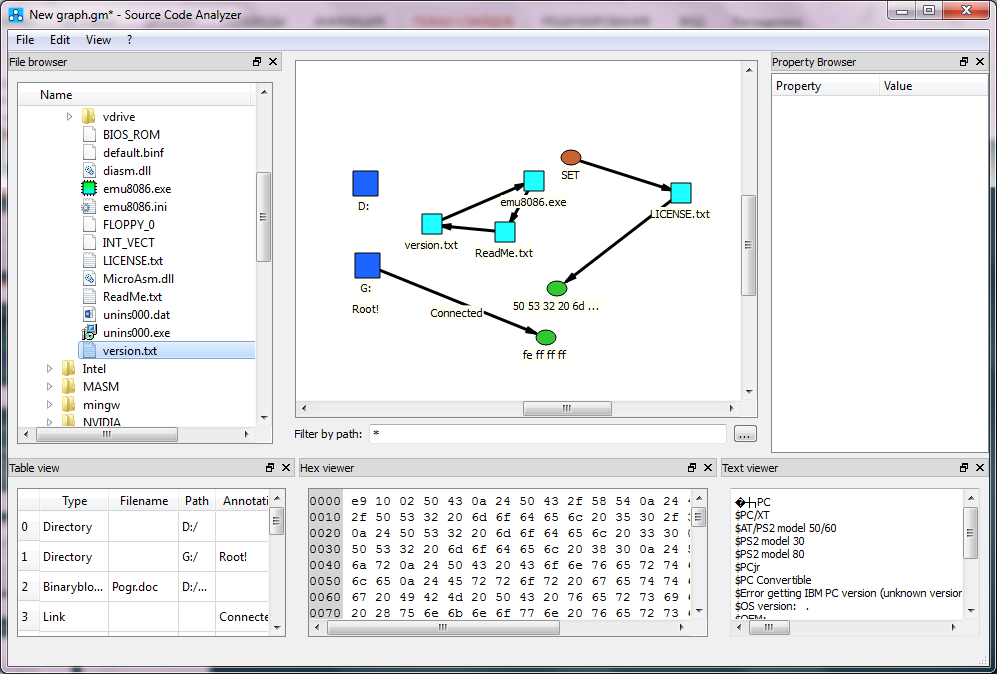 New graph.gm* - Source Code Analyzer
File Edit View ?
File browser
Name
vdrive
BIOS_ROM
default.binf
diasm.dll
emu8086.exe
emu8086.ini
FLOPPY_0
INT_VECT
LICENSE.txt
MicroAsm.dll
ReadMe.txt
unins000.dat
unins000.exe
version.txt
Intel
MASM
mingw
NVIDIA
D:
G:
Root!
version.txt
emu8086.exe
ReadMe.txt
SET
LICENSE.txt
50 53 32 20 6d ...
Connected
fe ff ff ff
Filter by path: *
...
Property Browser
Property Value
Table view
Type Filename Path Annotati
0 Directory D:/
1 Directory G:/ Root!
2 Binaryblo... Pogr.doc D:/...
3 Link Connecte
Hex viewer
0000 e9 10 02 50 43 0a 24 50 43 2f 58 54 0a 24
0010 2f 50 53 32 20 6d 6f 64 65 6c 20 35 30 2f
0020 0a 24 50 53 32 20 6d 6f 64 65 6c 20 33 30
0030 50 53 32 20 6d 6f 64 65 6c 20 38 30 0a 24
0040 6a 72 0a 24 50 43 20 43 6f 6e 76 65 72 74
0050 6c 65 0a 24 45 72 72 6f 72 20 67 65 74 74
0060 67 20 49 42 4d 20 50 43 20 76 65 72 73 69
0070 20 28 75 6e 6b 6e 6f 77 6e 20 76 65 72 73
Text viewer
PC
$PC/XT
$AT/PS2 model 50/60
$PS2 model 30
$PS2 model 80
$PCjr
$PC Convertible
$Error getting IBM PC version (unknown version
$OS version: .
$OEM: